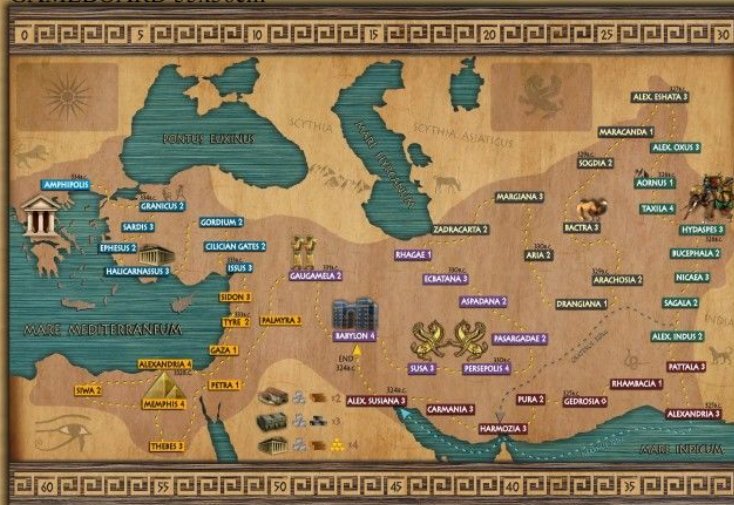 GAMEBOARD
0 5 15 20 25 30
ALEX. ESHATA 3
PONTUS EUXINUS
SCYTHIA
MARE HYRCANUM
SCYTHIA ASIATICUS
MARACANDA 1
ALEX. OXUS 3
SOGDIA 2
AMPHIPOLIS
AORNUS 1
GRANICUS 2
MARGIANA 3
TAXILA 4
SARDIS 3
GORDIUM 2
ZADRACARTA 2
BACTRA 3
HYDASPES 3
EPHESUS 2
CILICIAN GATES 2
RHAGAE 1
ARIA 2
BUCEPHALA 2
HALICARNASSUS 3
ISSUS 3
GAUGAMELA 2
ECBATANA 3
ARACHOSIA 2
NICAEA 3
SIDON 3
ASPADANA 2
DRANGIANA 1
SAGALA 2
MARE MEDITERRANEUM
TYRE 2
PALMYRA 3
BABYLON 4
PASARGADAE 2
ALEX. INDUS 2
GAZA 1
END
324 B.C.
ALEXANDRIA 4
SUSA 3
PERSEPOLIS 4
PATTALA 3
SIWA 2
PETRA 1
RHAMBACIA 1
MEMPHIS 4
x2
ALEX. SUSIANA 3
CARMANIA 3
PURA 2
GEDROSIA 0
ALEXANDRIA 3
x3
HARMOZIA 3
THEBES 3
x4
MARE INDICUM
60 55 50 45 40 35